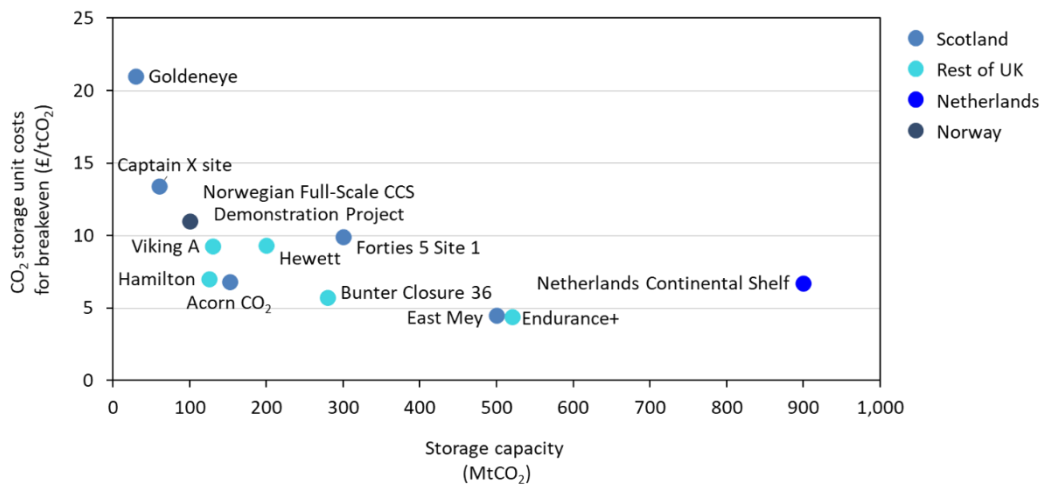 CO₂ storage unit costs
for breakeven (£/tCO₂)
25
20
15
10
5
0
Goldeneye
Captain X site
Norwegian Full-Scale CCS
Demonstration Project
Viking A
Hewett
Forties 5 Site 1
Hamilton
Acorn CO₂
Bunter Closure 36
Netherlands Continental Shelf
East Mey
Endurance+
0 100 200 300 400 500 600 700 800 900 1,000
Storage capacity
(MtCO₂)
Scotland
Rest of UK
Netherlands
Norway